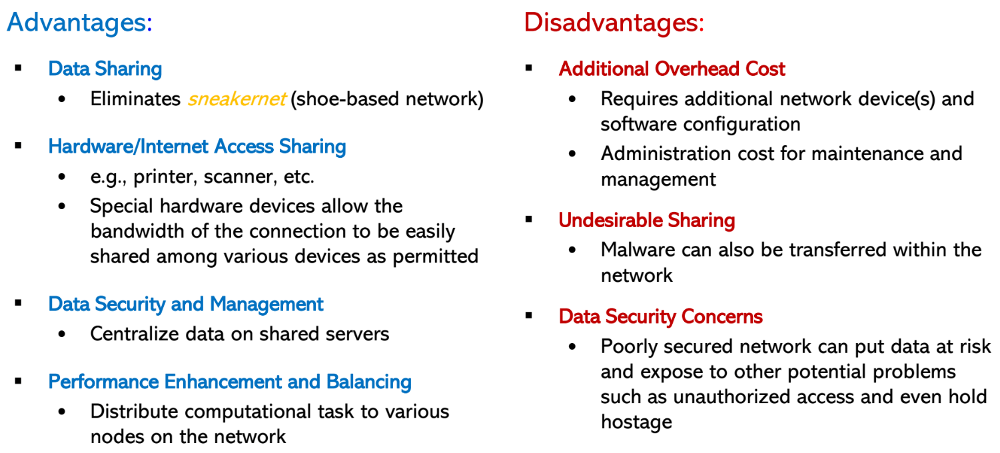 Advantages:
▪ Data Sharing
• Eliminates sneakernet (shoe-based network)
▪ Hardware/Internet Access Sharing
• e.g., printer, scanner, etc.
• Special hardware devices allow the
bandwidth of the connection to be easily
shared among various devices as permitted
▪ Data Security and Management
• Centralize data on shared servers
▪ Performance Enhancement and Balancing
• Distribute computational task to various
nodes on the network
Disadvantages:
▪ Additional Overhead Cost
• Requires additional network device(s) and
software configuration
• Administration cost for maintenance and
management
▪ Undesirable Sharing
• Malware can also be transferred within the
network
▪ Data Security Concerns
• Poorly secured network can put data at risk
and expose to other potential problems
such as unauthorized access and even hold
hostage